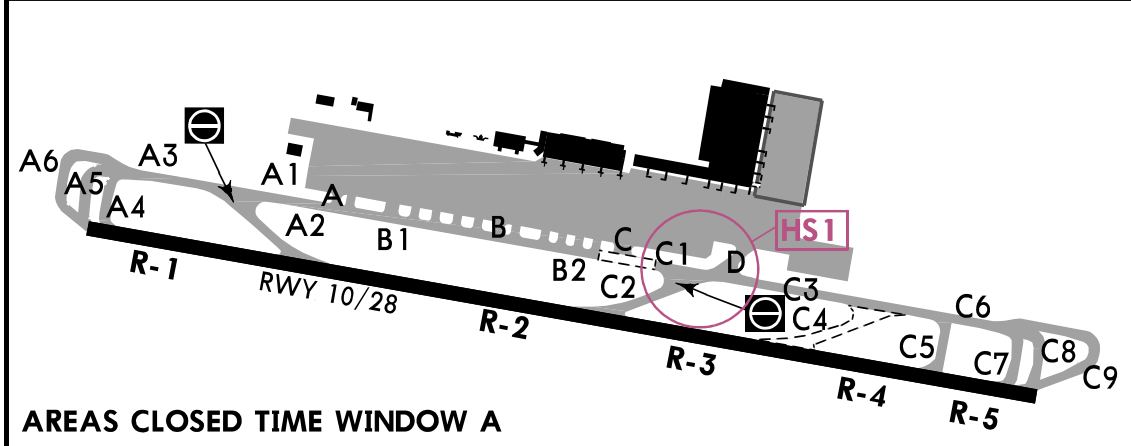 A6
A5
A4
A3
A1
A
A2
B1
B
B2
C
C1
C2
HS1
D
C3
C4
C6
C5
C7
C8
C9
R-1
RWY 10/28
R-2
R-3
R-4
R-5
AREAS CLOSED TIME WINDOW A